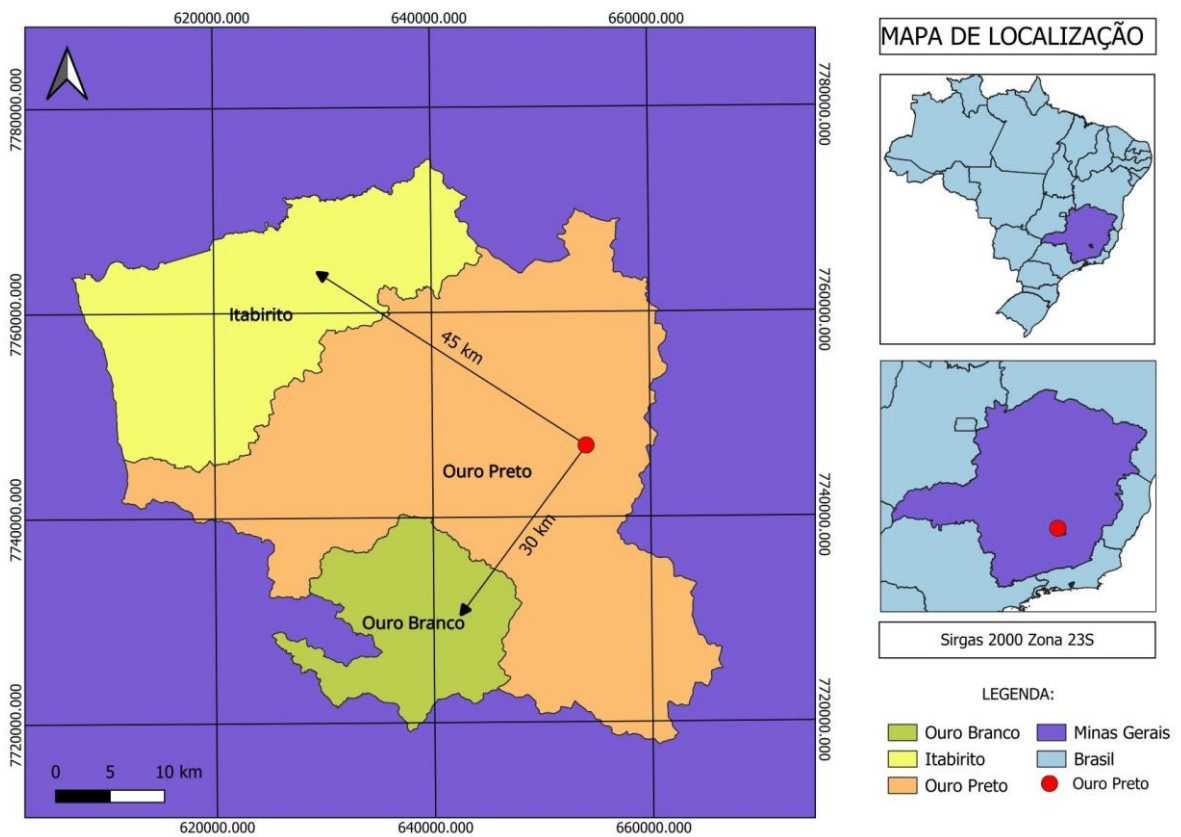 620000.000
640000.000
660000.000
7780000.000
7760000.000
7740000.000
7720000.000
7780000.000
7760000.000
7740000.000
7720000.000
Itabirito
45 km
Ouro Preto
30 km
Ouro Branco
0 5 10 km
620000.000
640000.000
660000.000
MAPA DE LOCALIZAÇÃO
Sirgas 2000 Zona 23S
LEGENDA:
Ouro Branco
Minas Gerais
Itabirito
Brasil
Ouro Preto
Ouro Preto